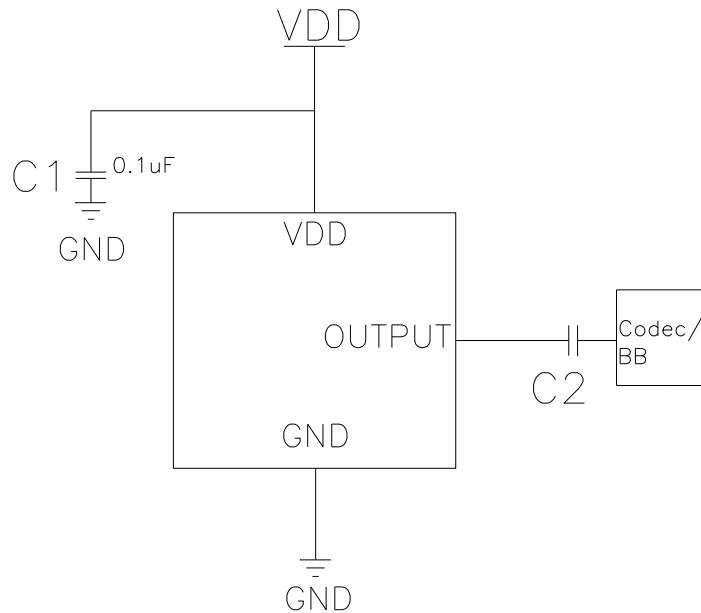 VDD
C1 0.1uF
GND
VDD
OUTPUT
Codec/
BB
C2
GND
GND